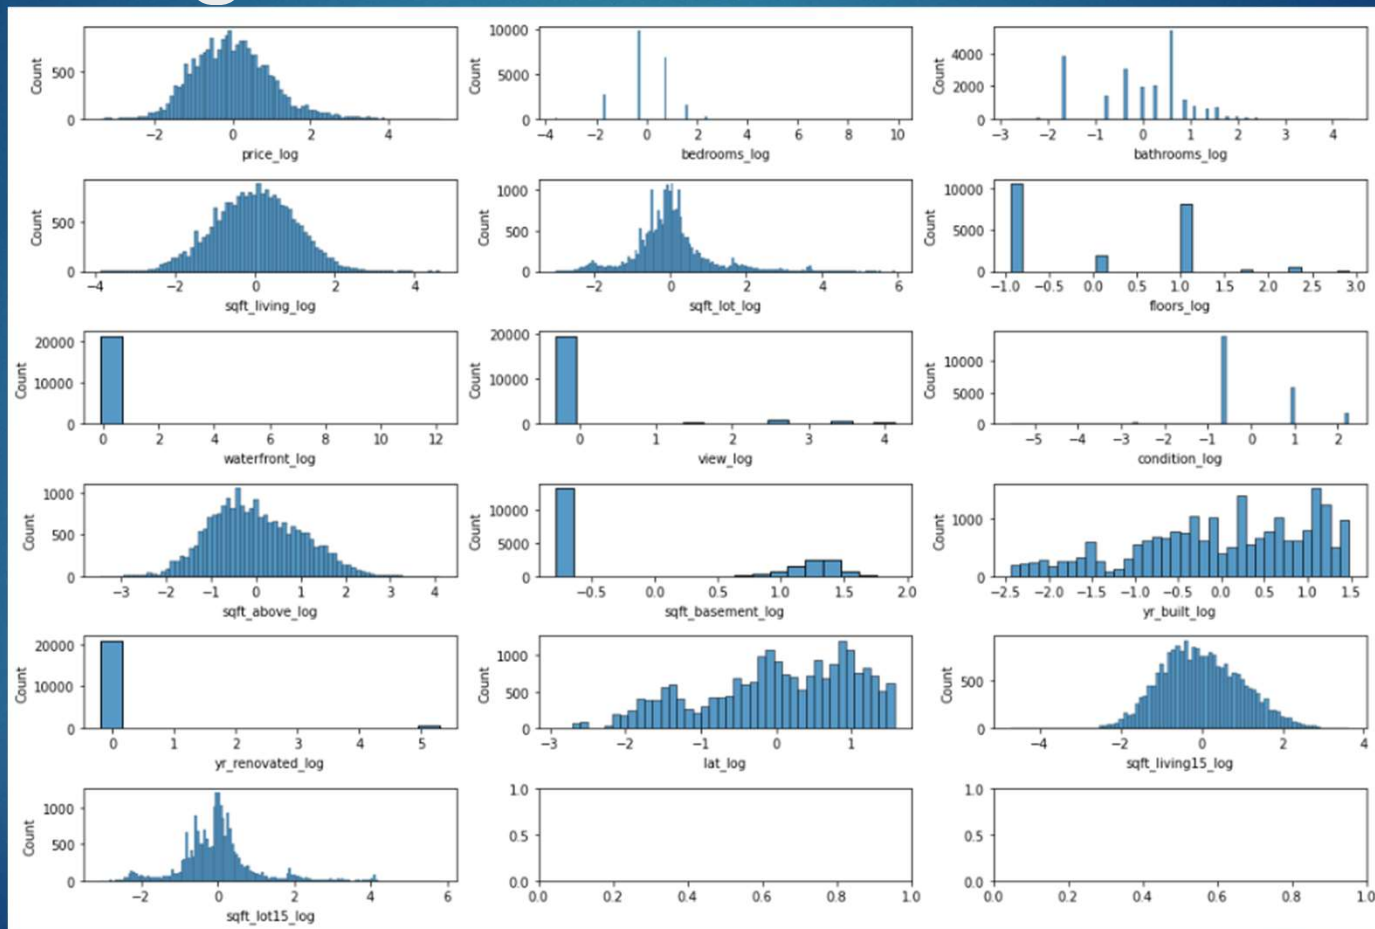 Count
500
0
−2 0 2 4
price_log
Count
10000
5000
0
−4 −2 0 2 4 6 8 10
bedrooms_log
Count
4000
2000
0
−3 −2 −1 0 1 2 3 4
bathrooms_log
Count
500
0
−4 −2 0 2 4
sqft_living_log
Count
1000
500
0
−2 0 2 4 6
sqft_lot_log
Count
10000
5000
0
−1.0 −0.5 0.0 0.5 1.0 1.5 2.0 2.5 3.0
floors_log
Count
20000
10000
0
0 2 4 6 8 10 12
waterfront_log
Count
20000
10000
0
0 1 2 3 4
view_log
Count
10000
5000
0
−5 −4 −3 −2 −1 0 1 2
condition_log
Count
1000
500
0
−3 −2 −1 0 1 2 3 4
sqft_above_log
Count
10000
5000
0
−0.5 0.0 0.5 1.0 1.5 2.0
sqft_basement_log
Count
1000
0
−2.5 −2.0 −1.5 −1.0 −0.5 0.0 0.5 1.0 1.5
yr_built_log
Count
20000
10000
0
0 1 2 3 4 5
yr_renovated_log
Count
1000
500
0
−3 −2 −1 0 1
lat_log
Count
500
0
−4 −2 0 2 4
sqft_living15_log
Count
1000
500
0
−2 0 2 4 6
sqft_lot15_log
1.0
0.5
0.0
0.0 0.2 0.4 0.6 0.8 1.0
1.0
0.5
0.0
0.0 0.2 0.4 0.6 0.8 1.0